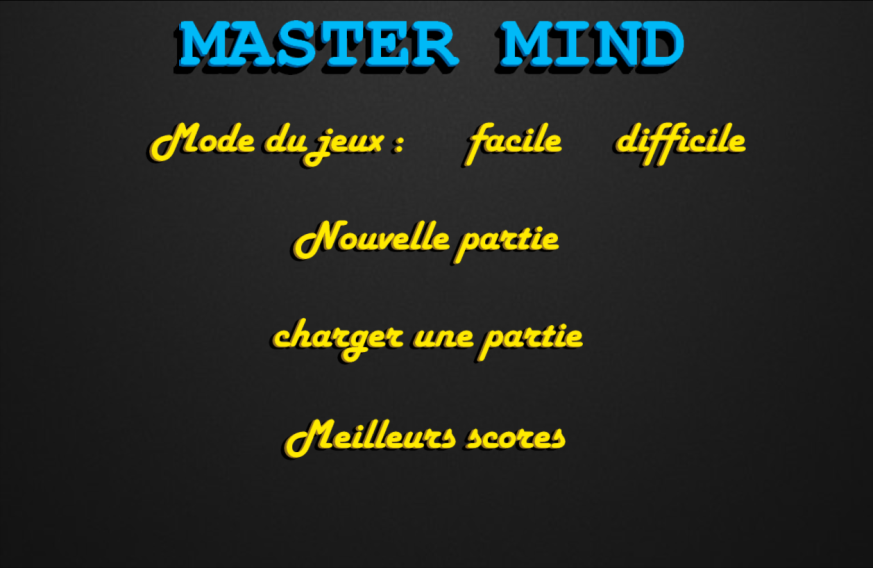 MASTER MIND
Mode du jeux : facile difficile
Nouvelle partie
charger une partie
Meilleurs scores